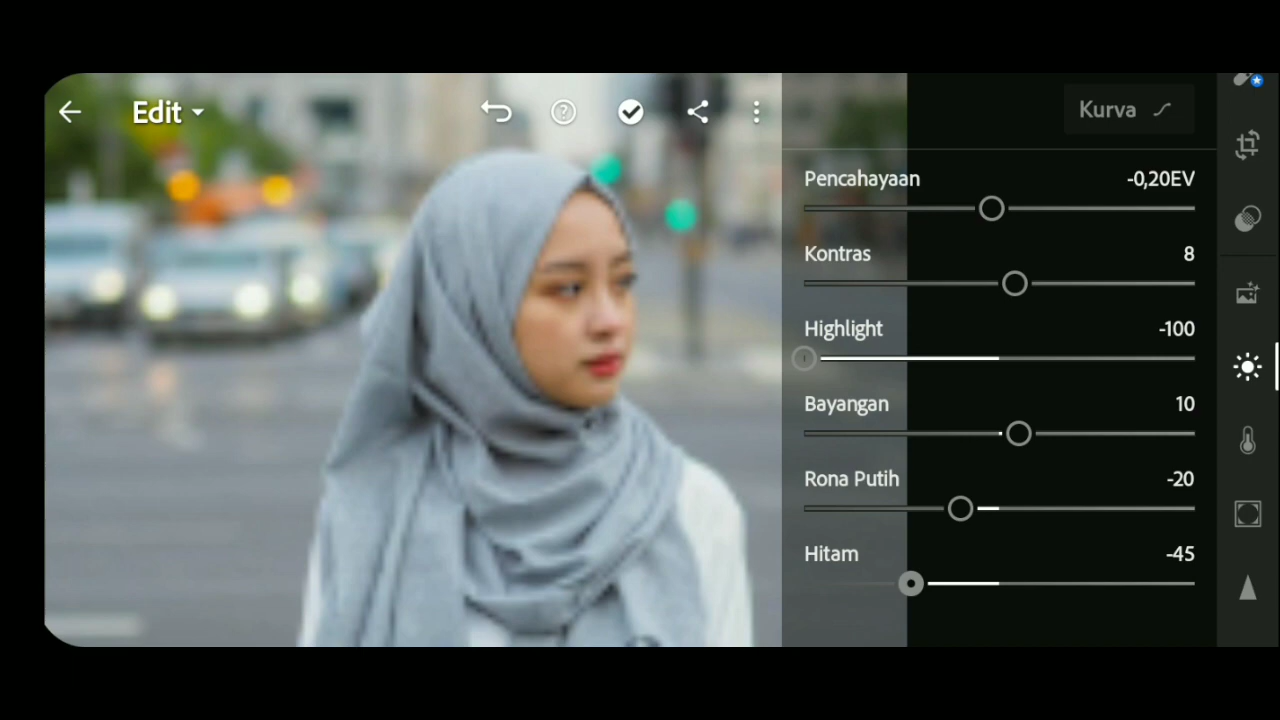 Edit
Kurva
Pencahayaan -0,20EV
Kontras 8
Highlight -100
Bayangan 10
Rona Putih -20
Hitam -45